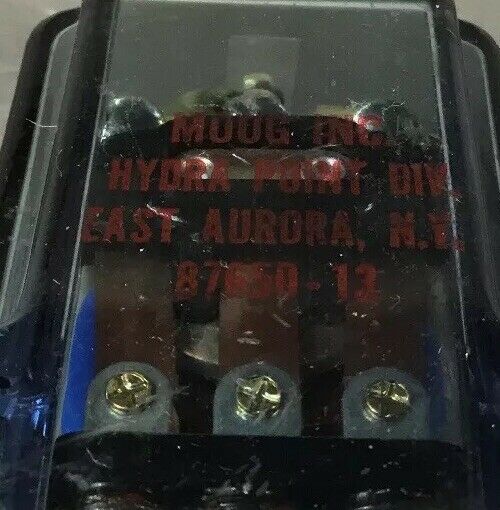 MOOG INC.
HYDRA POINT DIV.
EAST AURORA, N.Y.